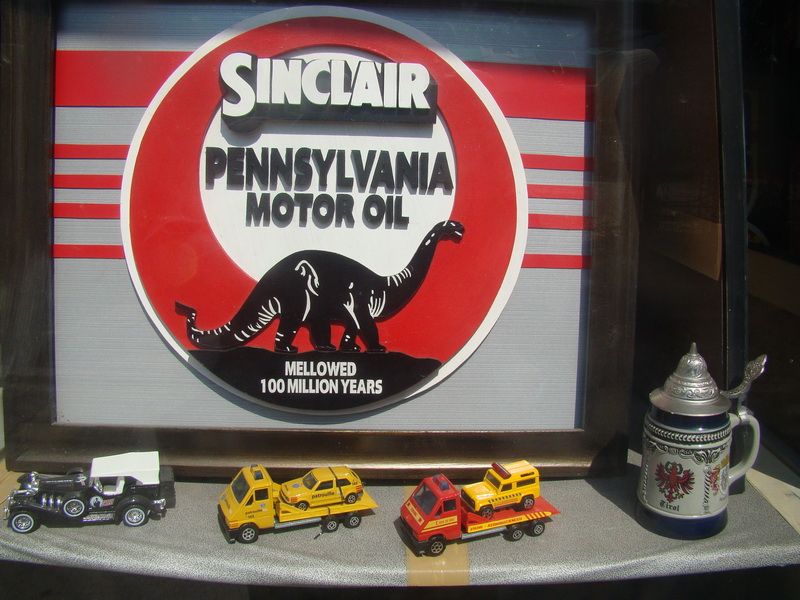 SINCLAIR
PENNSYLVANIA
MOTOR OIL
MELLOWED
100 MILLION YEARS
patrouille
Tirol